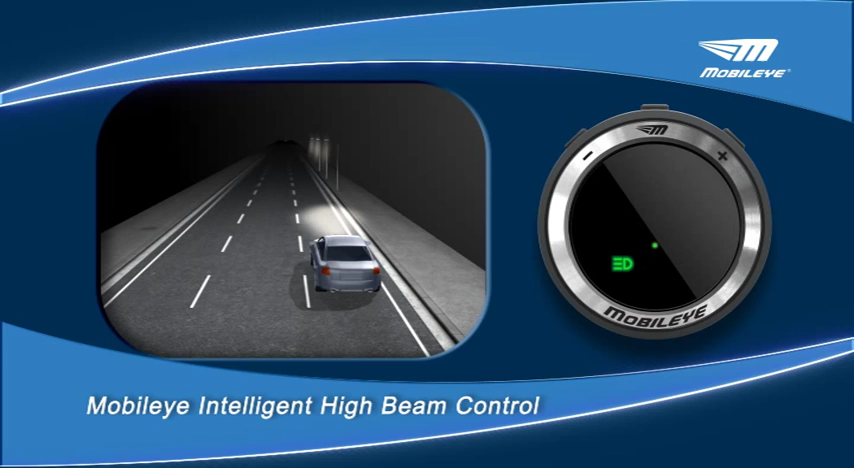 MOBILEYE®
- +
MOBILEYE
Mobileye Intelligent High Beam Control